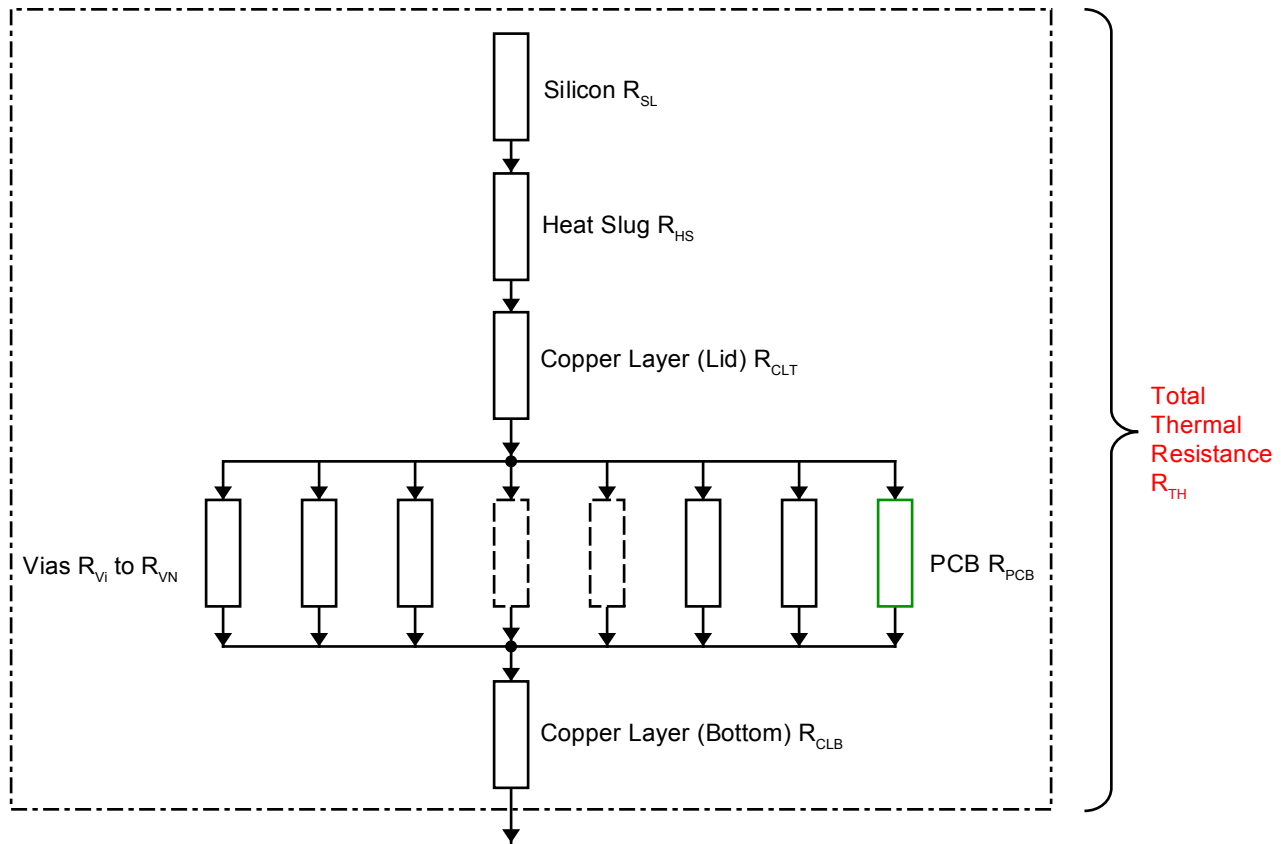 Silicon R_SL
Heat Slug R_HS
Copper Layer (Lid) R_CLT
Total
Thermal
Resistance
R_TH
Vias R_Vi to R_VN
PCB R_PCB
Copper Layer (Bottom) R_CLB